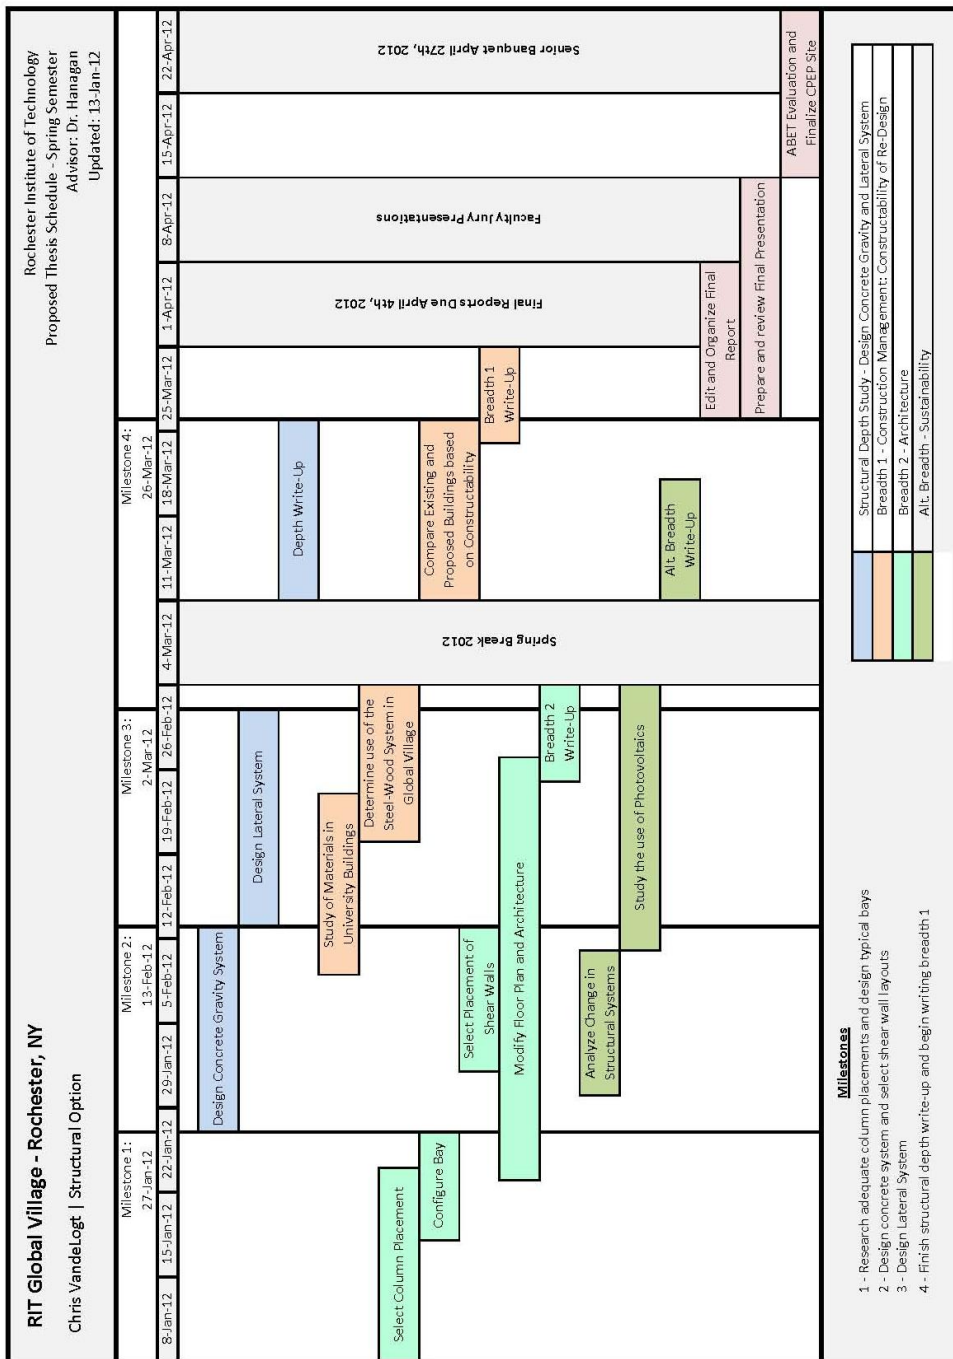 RIT Global Village - Rochester, NY
Chris VandeLogt | Structural Option
Rochester Institute of Technology
Proposed Thesis Schedule - Spring Semester
Advisor: Dr. Hanagan
Updated: 13-Jan-12
Milestone 1:
27-Jan-12
Milestone 2:
13-Feb-12
Milestone 3:
2-Mar-12
Milestone 4:
26-Mar-12
8-Jan-12
15-Jan-12
22-Jan-12
29-Jan-12
5-Feb-12
12-Feb-12
19-Feb-12
26-Feb-12
4-Mar-12
11-Mar-12
18-Mar-12
25-Mar-12
1-Apr-12
8-Apr-12
15-Apr-12
22-Apr-12
Design Concrete Gravity System
Design Lateral System
Depth Write-Up
Study of Materials in
University Buildings
Determine use of the
Steel-Wood System in
Global Village
Select Column Placement
Configure Bay
Compare Existing and
Proposed Buildings based
on Constructability
Select Placement of
Shear Walls
Breadth 1
Write-Up
Modify Floor Plan and Architecture
Breadth 2
Write-Up
Analyze Change in
Structural Systems
Study the use of Photovoltaics
Alt. Breadth
Write-Up
Edit and Organize Final
Report
Prepare and review Final Presentation
ABET Evaluation and
Finalize CPEP Site
Spring Break 2012
Final Reports Due April 4th, 2012
Faculty Jury Presentations
Senior Banquet April 27th, 2012
Milestones
1 - Research adequate column placements and design typical bays
2 - Design concrete system and select shear wall layouts
3 - Design Lateral System
4 - Finish structural depth write-up and begin writing breadth 1
Structural Depth Study - Design Concrete Gravity and Lateral System
Breadth 1 - Construction Management: Constructability of Re-Design
Breadth 2 - Architecture
Alt. Breadth - Sustainability